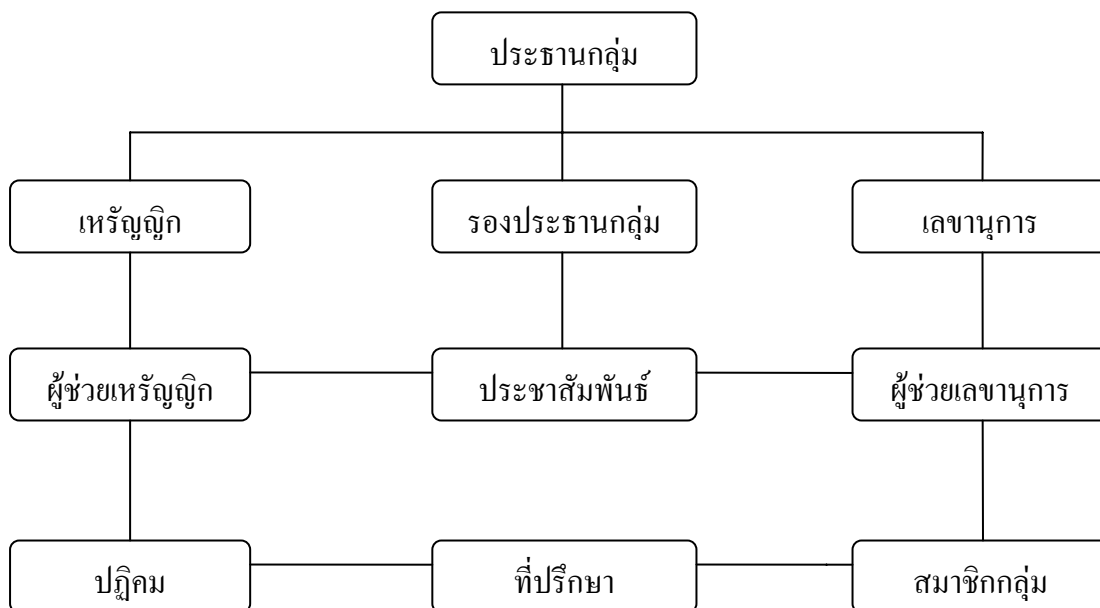 ประธานกลุ่ม
เหรัญญิก
รองประธานกลุ่ม
เลขานุการ
ผู้ช่วยเหรัญญิก
ประชาสัมพันธ์
ผู้ช่วยเลขานุการ
ปฏิคม
ที่ปรึกษา
สมาชิกกลุ่ม